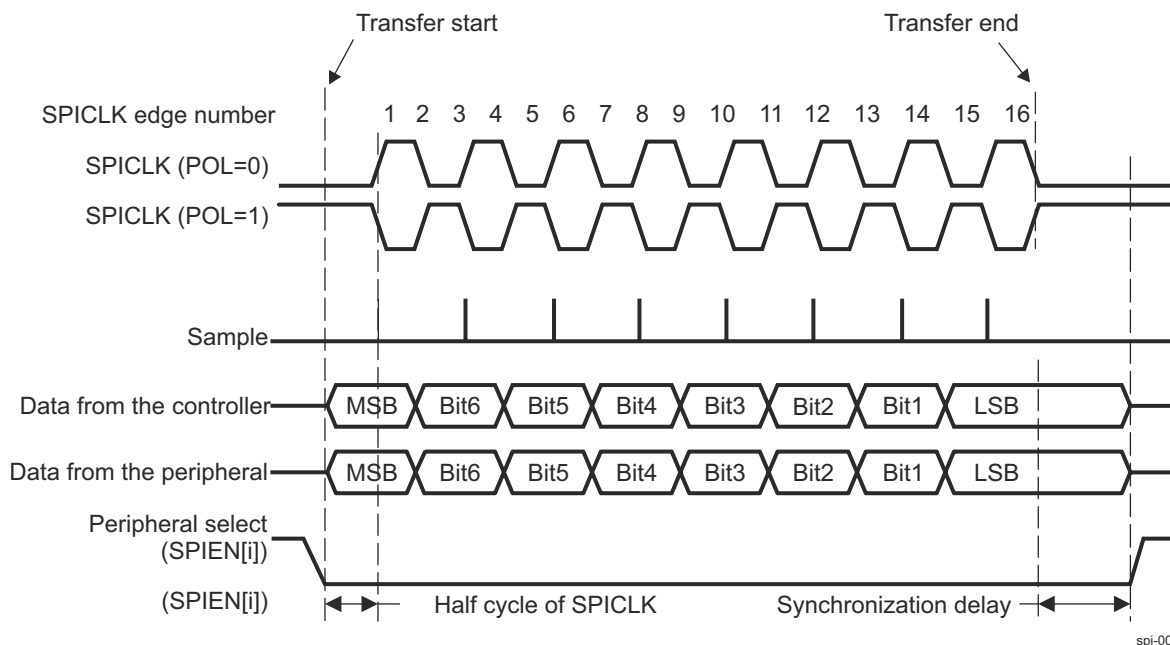 Transfer start
Transfer end
SPICLK edge number 1 2 3 4 5 6 7 8 9 10 11 12 13 14 15 16
SPICLK (POL=0)
SPICLK (POL=1)
Sample
Data from the controller MSB Bit6 Bit5 Bit4 Bit3 Bit2 Bit1 LSB
Data from the peripheral MSB Bit6 Bit5 Bit4 Bit3 Bit2 Bit1 LSB
Peripheral select
(SPIEN[i])
(SPIEN[i]) Half cycle of SPICLK Synchronization delay
spi-00